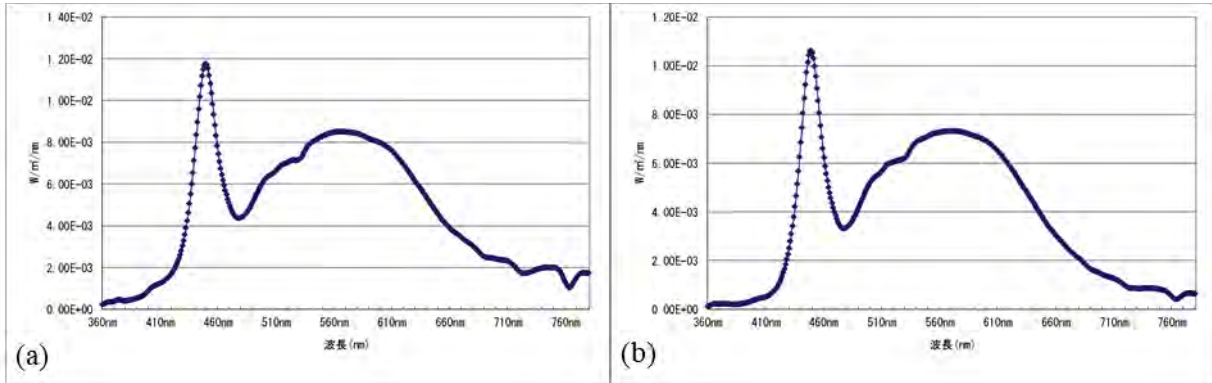 1.40E-02
1.20E-02
1.00E-02
8.00E-03
6.00E-03
4.00E-03
2.00E-03
0.00E+00
W/㎡/nm
360nm 410nm 460nm 510nm 560nm 610nm 660nm 710nm 760nm
波長(nm)
(a)
1.20E-02
1.00E-02
8.00E-03
6.00E-03
4.00E-03
2.00E-03
0.00E+00
W/㎡/nm
360nm 410nm 460nm 510nm 560nm 610nm 660nm 710nm 760nm
波長(nm)
(b)